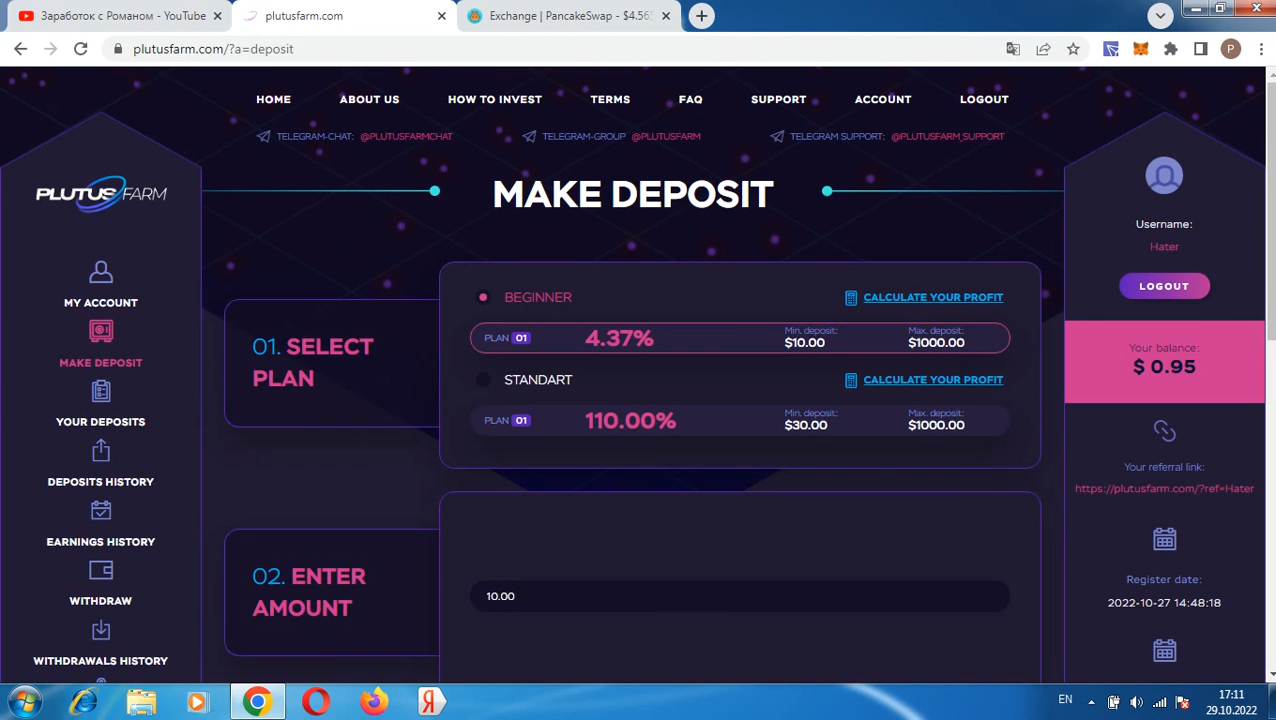 Заработок с Романом - YouTube
plutusfarm.com
Exchange | PancakeSwap - $4.565
plutusfarm.com/?a=deposit
P
HOME
ABOUT US
HOW TO INVEST
TERMS
FAQ
SUPPORT
ACCOUNT
LOGOUT
TELEGRAM-CHAT: @PLUTUSFARMCHAT
TELEGRAM-GROUP @PLUTUSFARM
TELEGRAM SUPPORT: @PLUTUSFARM_SUPPORT
PLUTUS FARM
MY ACCOUNT
MAKE DEPOSIT
YOUR DEPOSITS
DEPOSITS HISTORY
EARNINGS HISTORY
WITHDRAW
WITHDRAWALS HISTORY
MAKE DEPOSIT
01. SELECT
PLAN
BEGINNER
CALCULATE YOUR PROFIT
PLAN 01
4.37%
Min. deposit:
$10.00
Max. deposit:
$1000.00
STANDART
CALCULATE YOUR PROFIT
PLAN 01
110.00%
Min. deposit:
$30.00
Max. deposit:
$1000.00
02. ENTER
AMOUNT
10.00
Username:
Hater
LOGOUT
Your balance:
$ 0.95
Your referral link:
https://plutusfarm.com/?ref=Hater
Register date:
2022-10-27 14:48:18
Я
EN
17:11
29.10.2022